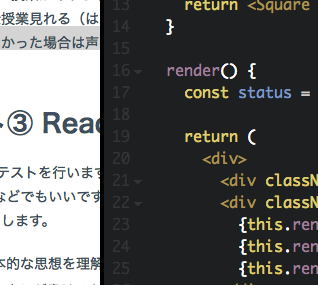 授業見れる（は
かった場合は声
ト③ Reac
テストを行います
などでもいいです
します。
本的な思想を理解
13 return <Square
14 }
15
16 render() {
17 const status =
18
19 return (
20 <div>
21 <div classN
22 <div classN
23 {this.ren
24 {this.ren
25 {this.ren